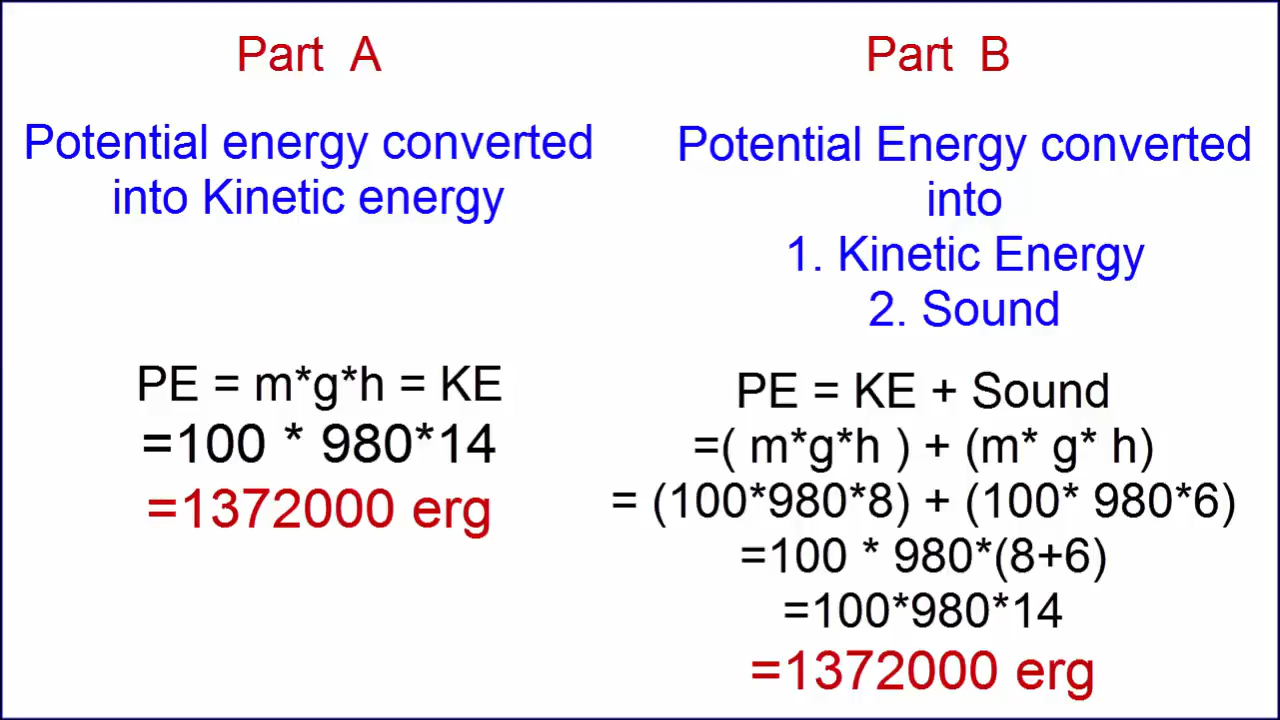 Part A
Potential energy converted
into Kinetic energy
PE = m*g*h = KE
=100 * 980*14
=1372000 erg
Part B
Potential Energy converted
into
1. Kinetic Energy
2. Sound
PE = KE + Sound
=( m*g*h ) + (m* g* h)
= (100*980*8) + (100* 980*6)
=100 * 980*(8+6)
=100*980*14
=1372000 erg